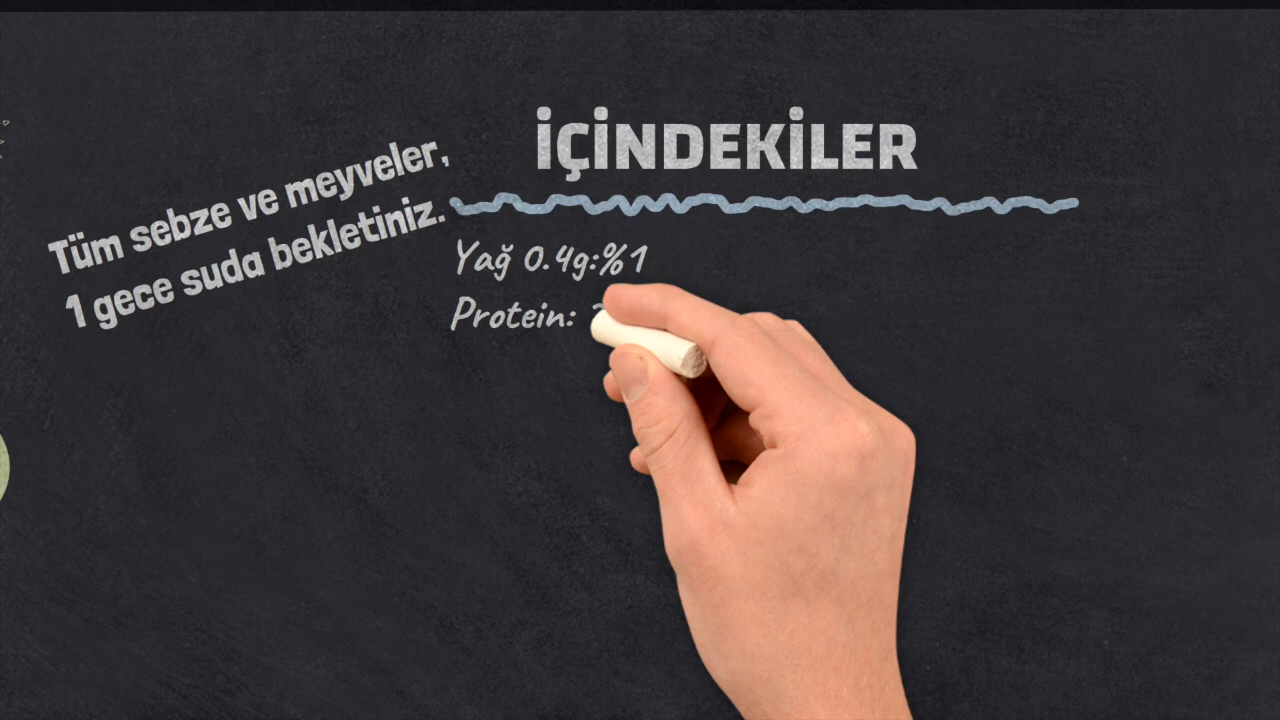 Tüm sebze ve meyveler,
1 gece suda bekletiniz.
İÇİNDEKİLER
Yağ 0.4g:%1
Protein: